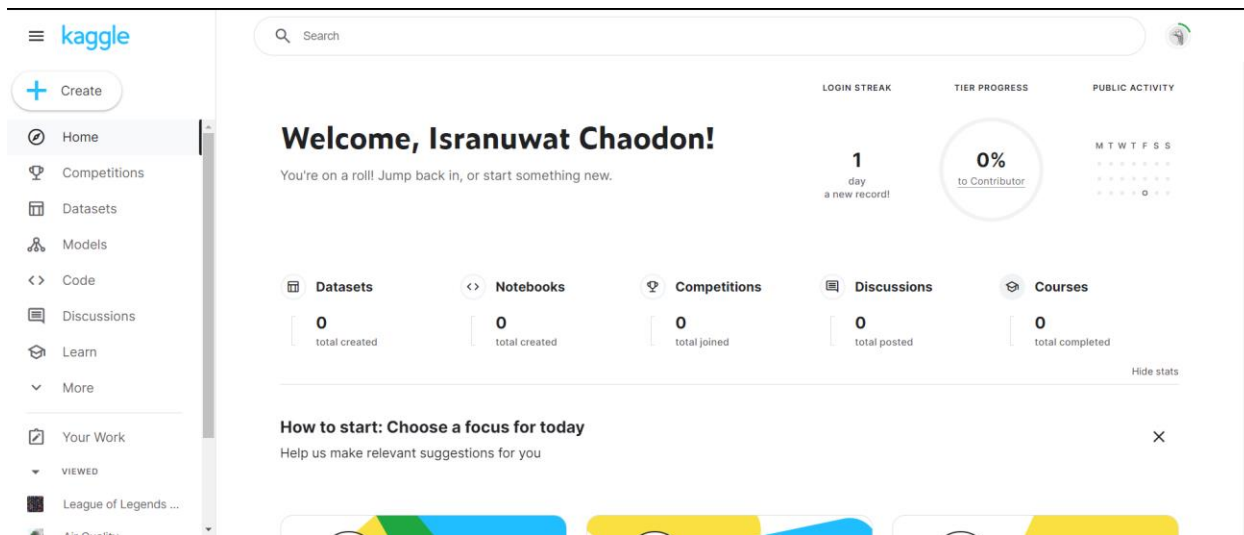 kaggle
Search
Create
Home
Competitions
Datasets
Models
Code
Discussions
Learn
More
Your Work
VIEWED
League of Legends ...
Air Quality
LOGIN STREAK
TIER PROGRESS
PUBLIC ACTIVITY
Welcome, Isranuwat Chaodon!
You're on a roll! Jump back in, or start something new.
1
day
a new record!
0%
to Contributor
M T W T F S S
Datasets
0
total created
Notebooks
0
total created
Competitions
0
total joined
Discussions
0
total posted
Courses
0
total completed
Hide stats
How to start: Choose a focus for today
Help us make relevant suggestions for you